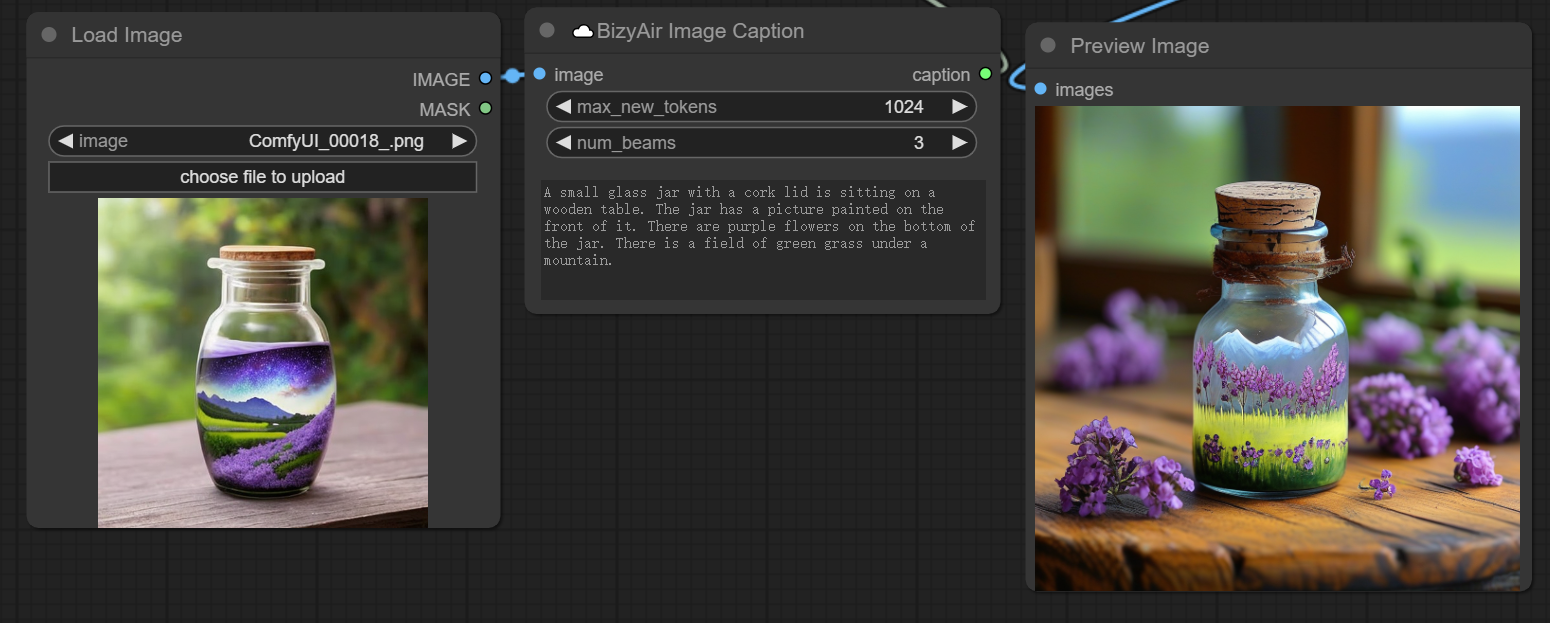 Load Image
IMAGE
MASK
image ComfyUI_00018_.png
choose file to upload
BizyAir Image Caption
image caption
max_new_tokens 1024
num_beams 3
A small glass jar with a cork lid is sitting on a
wooden table. The jar has a picture painted on the
front of it. There are purple flowers on the bottom of
the jar. There is a field of green grass under a
mountain.
Preview Image
images